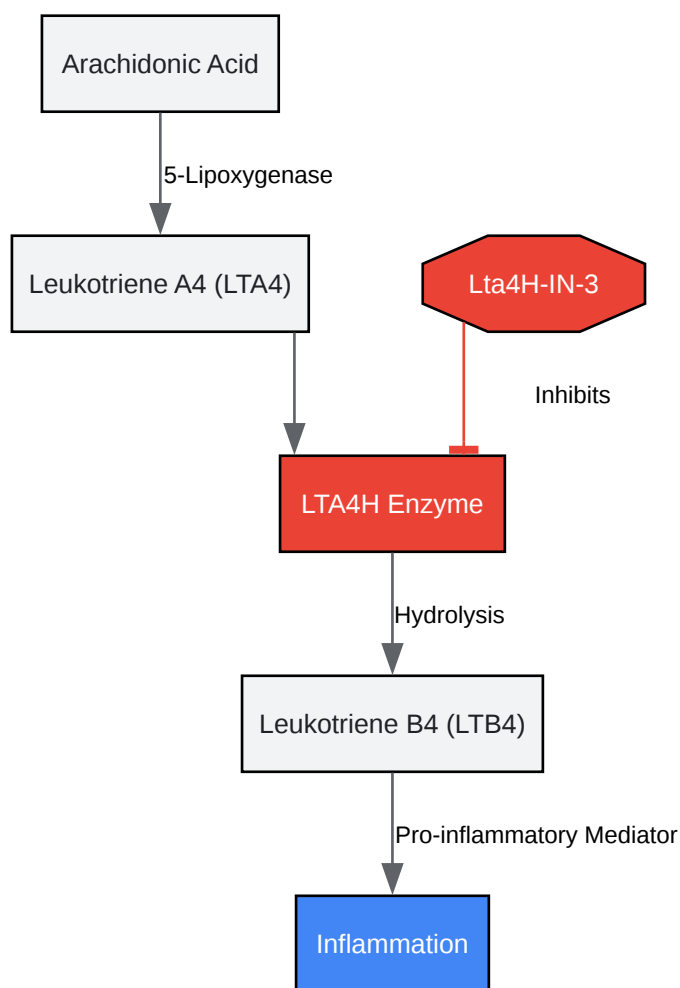 Arachidonic Acid
5-Lipoxygenase
Leukotriene A4 (LTA4)
Lta4H-IN-3
Inhibits
LTA4H Enzyme
Hydrolysis
Leukotriene B4 (LTB4)
Pro-inflammatory Mediator
Inflammation